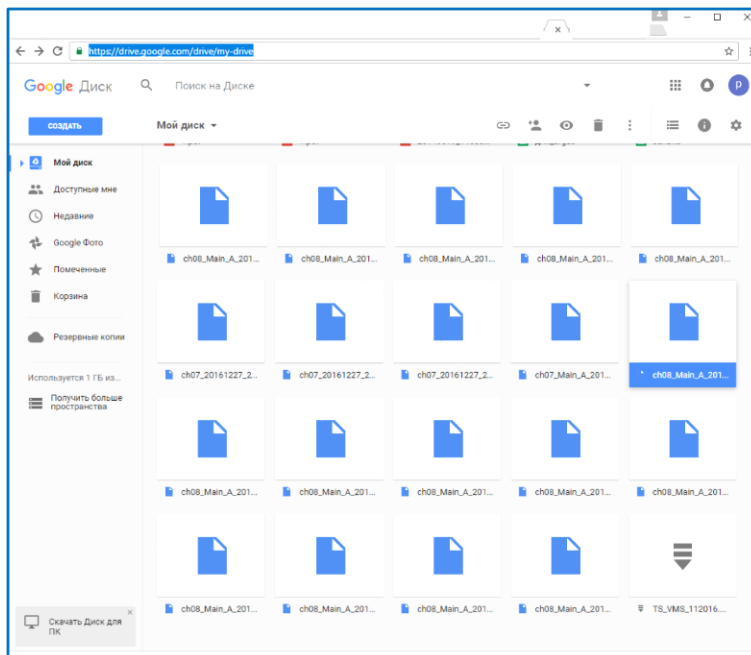 https://drive.google.com/drive/my-drive
Google Диск
Поиск на Диске
p
СОЗДАТЬ
Мой диск
Мой диск
Доступные мне
Недавние
Google Фото
Помеченные
Корзина
Резервные копии
Используется 1 ГБ из...
Получить больше
пространства
ch08_Main_A_201... ch08_Main_A_201... ch08_Main_A_201... ch08_Main_A_201... ch08_Main_A_201...
ch07_20161227_2... ch07_20161227_2... ch07_20161227_2... ch07_Main_A_201... ch08_Main_A_201...
ch08_Main_A_201... ch08_Main_A_201... ch08_Main_A_201... ch08_Main_A_201... ch08_Main_A_201...
ch08_Main_A_201... ch08_Main_A_201... ch08_Main_A_201... ch08_Main_A_201... TS_VMS_112016....
Скачать Диск для
ПК